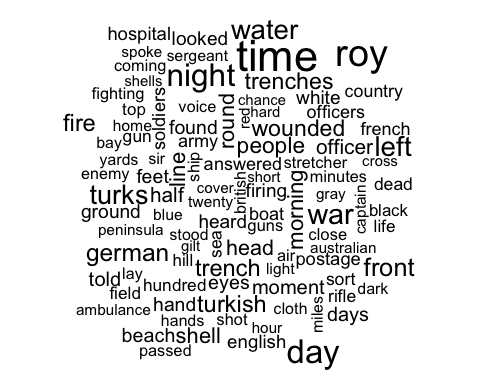 hospital looked water
spoke sergeant time roy
coming
shells night trenches
fighting soldiers voice round chance white country
top red hard officers
fire home gun found wounded french
bay army people officer left
yards sir line ship answered stretcher cross
enemy feet cover british short minutes
turks half twenty firing morning gray captain dead
ground blue heard boat war black
peninsula stood sea guns close life
german gilt head air australian
hill trench light postage front
told lay hundred eyes moment sort
field rifle dark
ambulance hand turkish cloth miles days
hands shot hour
beach shell english
passed day